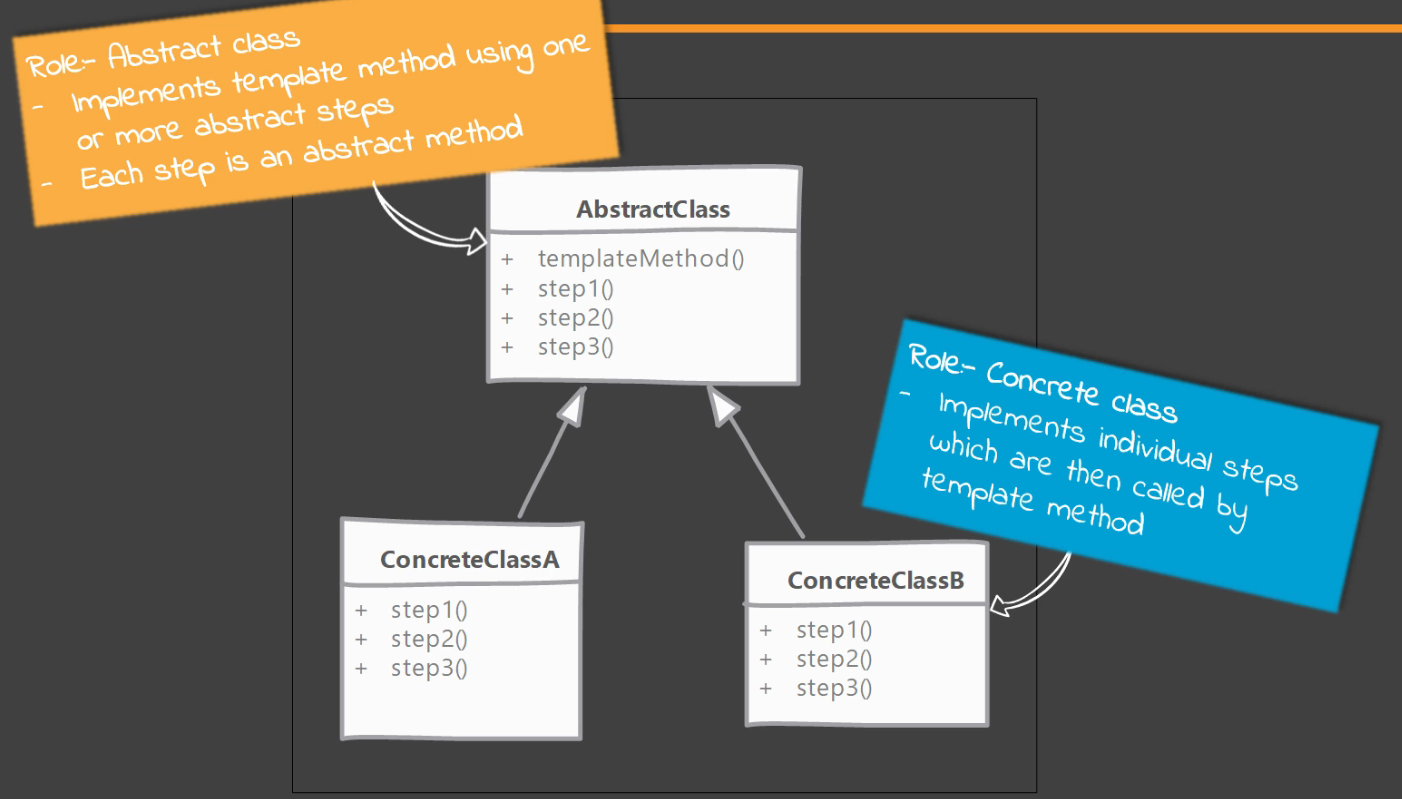 Role:- Abstract class
- Implements template method using one
or more abstract steps
- Each step is an abstract method
AbstractClass
+ templateMethod()
+ step1()
+ step2()
+ step3()
Role:- Concrete class
- Implements individual steps
which are then called by
template method
ConcreteClassA
+ step1()
+ step2()
+ step3()
ConcreteClassB
+ step1()
+ step2()
+ step3()